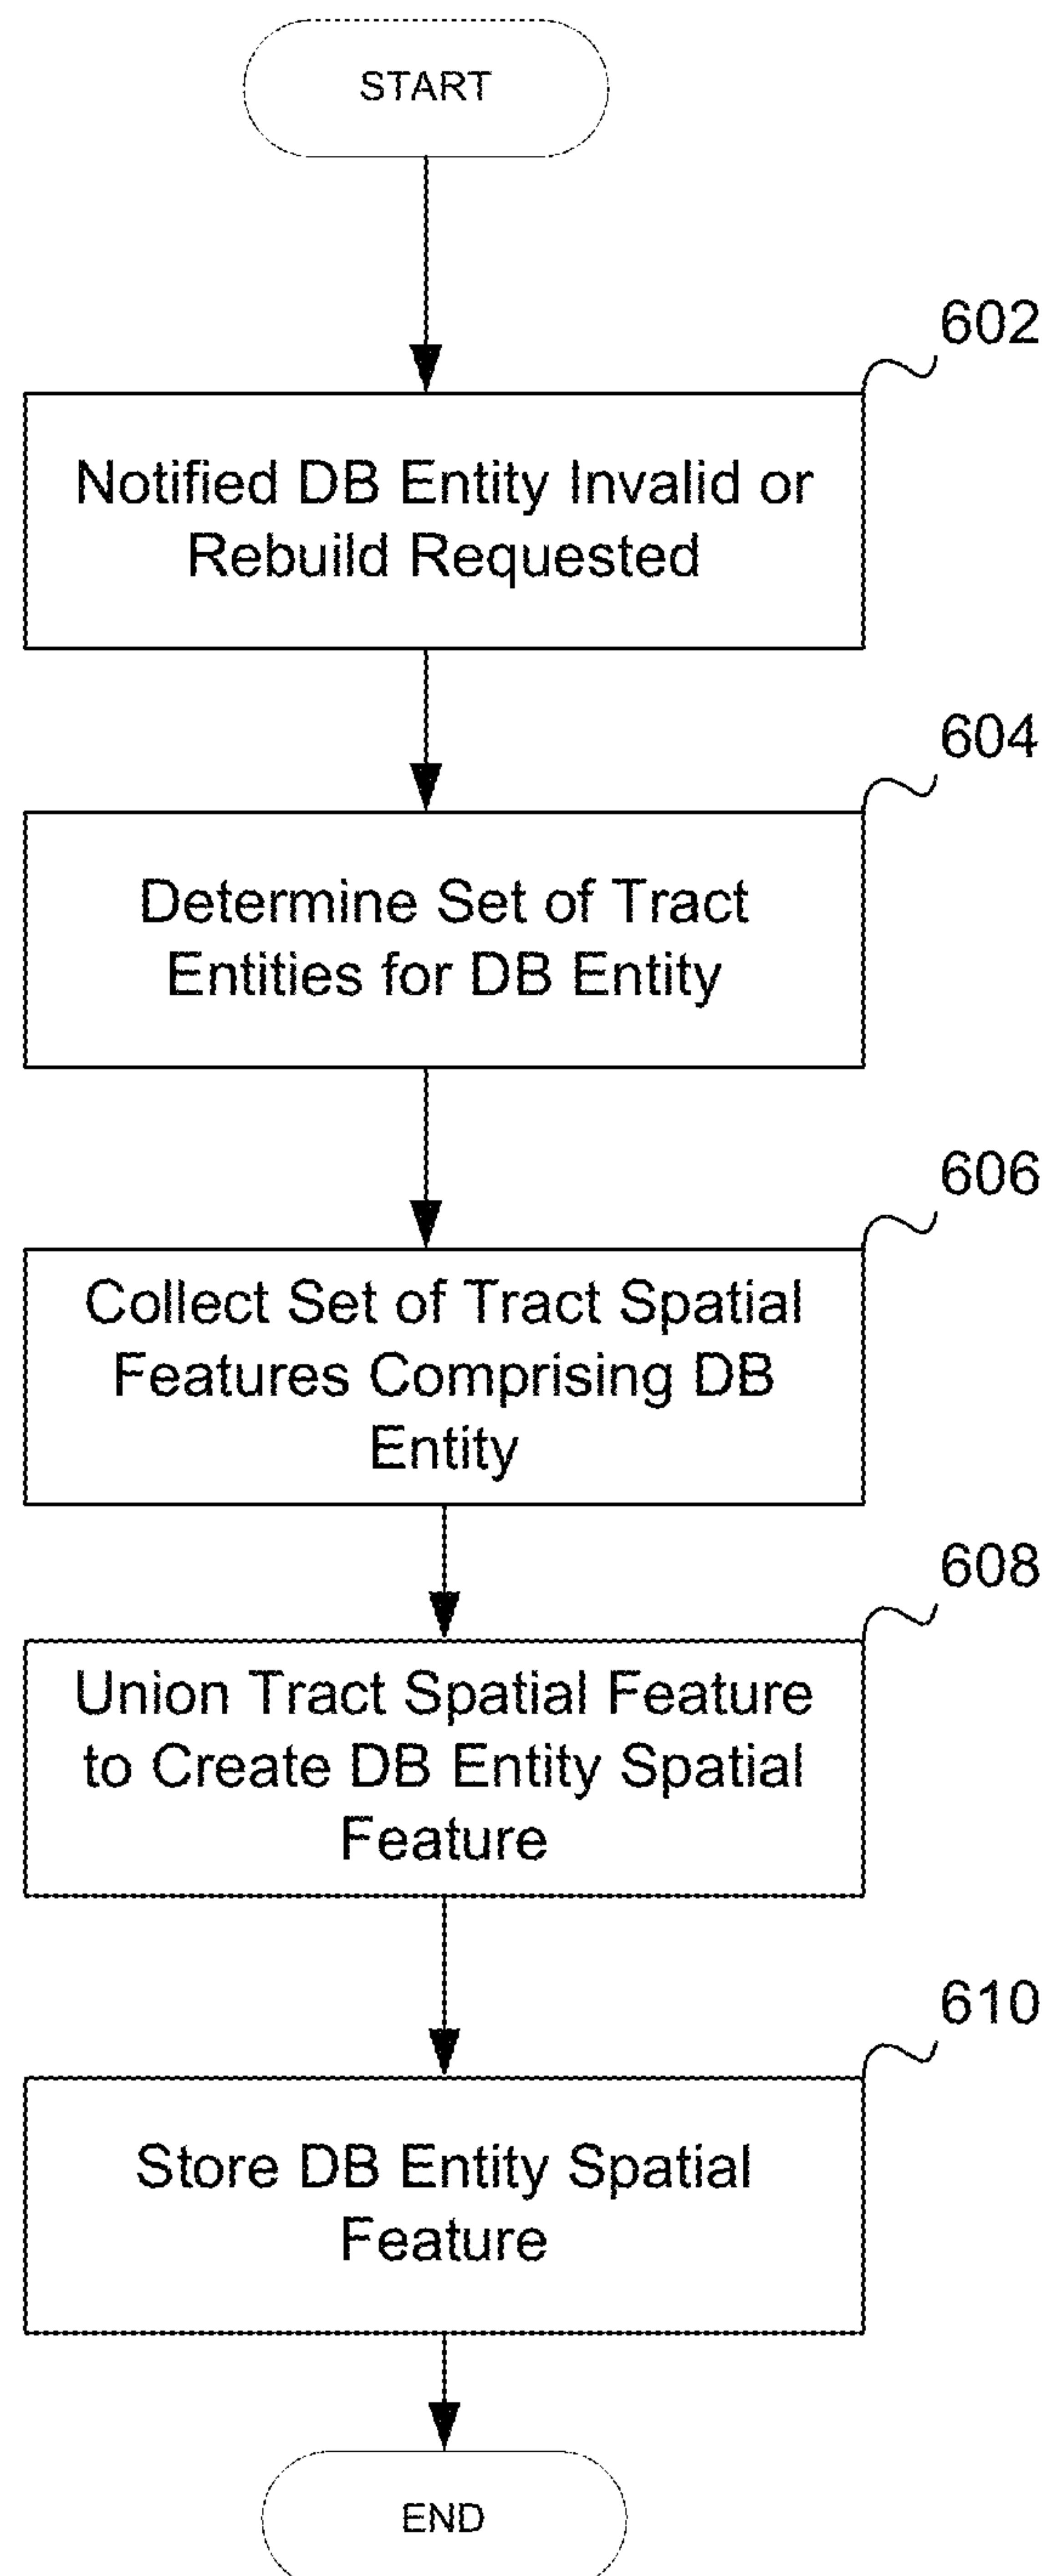 START
602
Notified DB Entity Invalid or
Rebuild Requested
604
Determine Set of Tract
Entities for DB Entity
606
Collect Set of Tract Spatial
Features Comprising DB
Entity
608
Union Tract Spatial Feature
to Create DB Entity Spatial
Feature
610
Store DB Entity Spatial
Feature
END